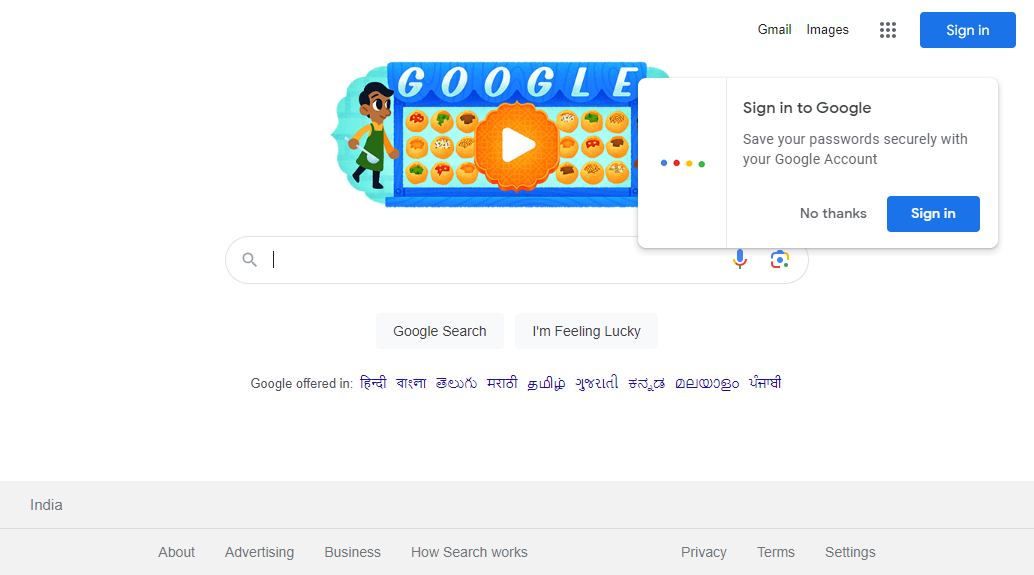 Gmail Images Sign in
GOOGLE
Sign in to Google
Save your passwords securely with
your Google Account
No thanks Sign in
Google Search I'm Feeling Lucky
Google offered in: हिन्दी বাংলা తెలుగు मराठी தமிழ் ગુજરાતી ಕನ್ನಡ മലയാളം ਪੰਜਾਬੀ
India
About Advertising Business How Search works Privacy Terms Settings